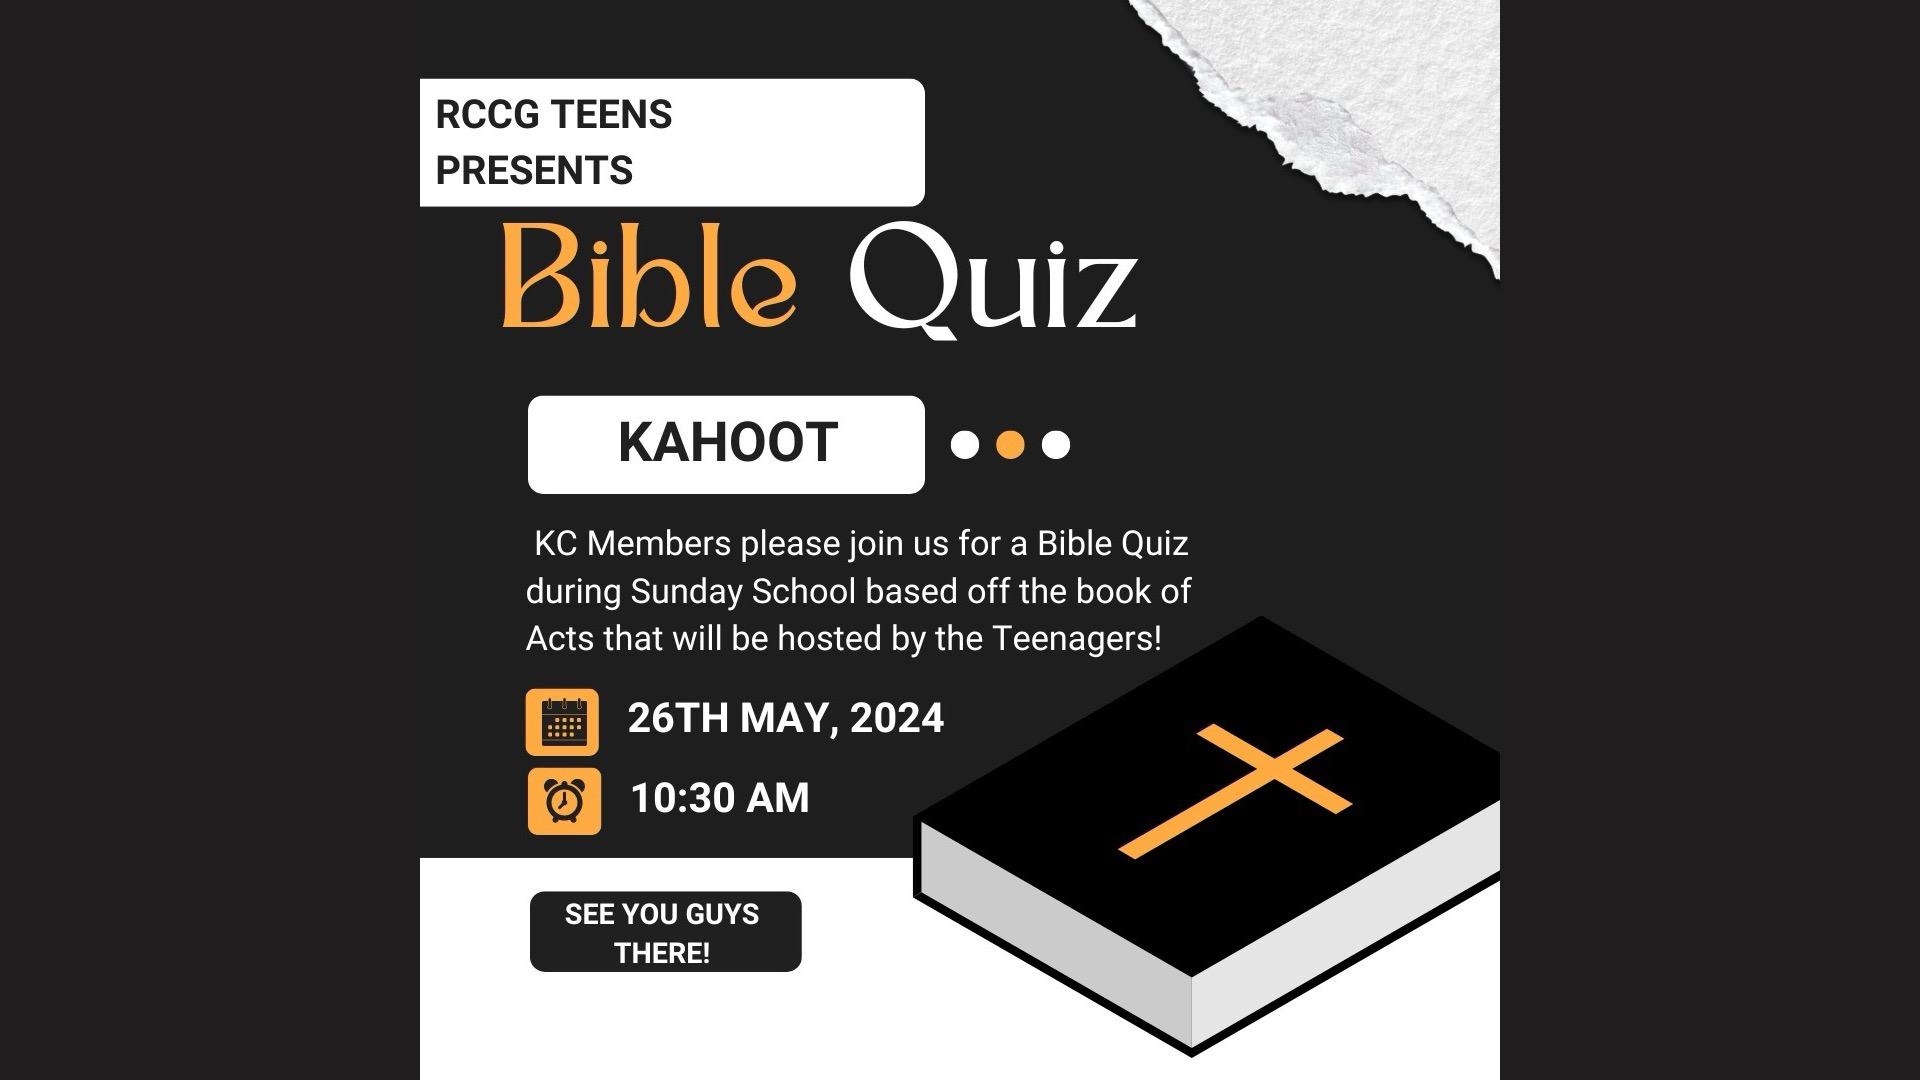 RCCG TEENS
PRESENTS
Bible Quiz
KAHOOT
KC Members please join us for a Bible Quiz
during Sunday School based off the book of
Acts that will be hosted by the Teenagers!
26TH MAY, 2024
10:30 AM
SEE YOU GUYS
THERE!